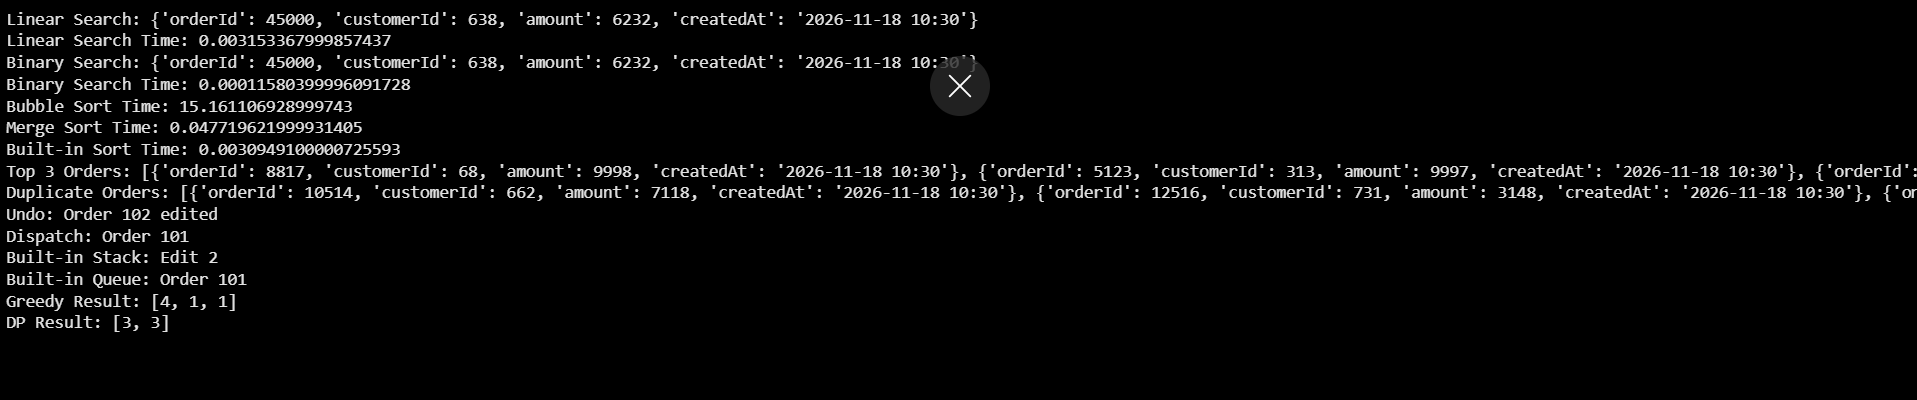 Linear Search: {'orderId': 45000, 'customerId': 638, 'amount': 6232, 'createdAt': '2026-11-18 10:30'}
Linear Search Time: 0.003153367999857437
Binary Search: {'orderId': 45000, 'customerId': 638, 'amount': 6232, 'createdAt': '2026-11-18 10:30'}
Binary Search Time: 0.00011580399996091728
Bubble Sort Time: 15.161106928999743
Merge Sort Time: 0.047719621999931405
Built-in Sort Time: 0.0030949100000725593
Top 3 Orders: [{'orderId': 8817, 'customerId': 68, 'amount': 9998, 'createdAt': '2026-11-18 10:30'}, {'orderId': 5123, 'customerId': 313, 'amount': 9997, 'createdAt': '2026-11-18 10:30'}, {'orderId':
Duplicate Orders: [{'orderId': 10514, 'customerId': 662, 'amount': 7118, 'createdAt': '2026-11-18 10:30'}, {'orderId': 12516, 'customerId': 731, 'amount': 3148, 'createdAt': '2026-11-18 10:30'}, {'or
Undo: Order 102 edited
Dispatch: Order 101
Built-in Stack: Edit 2
Built-in Queue: Order 101
Greedy Result: [4, 1, 1]
DP Result: [3, 3]